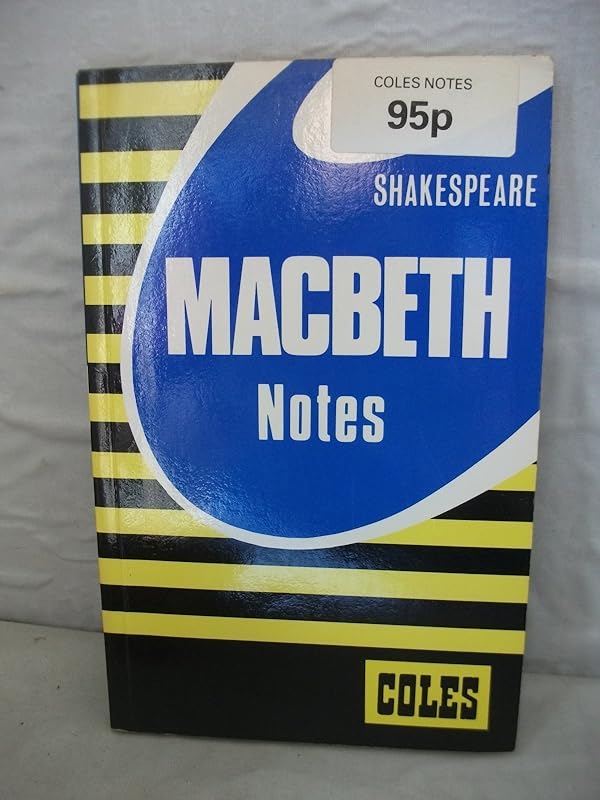 COLES NOTES
95p
SHAKESPEARE
MACBETH
Notes
COLES